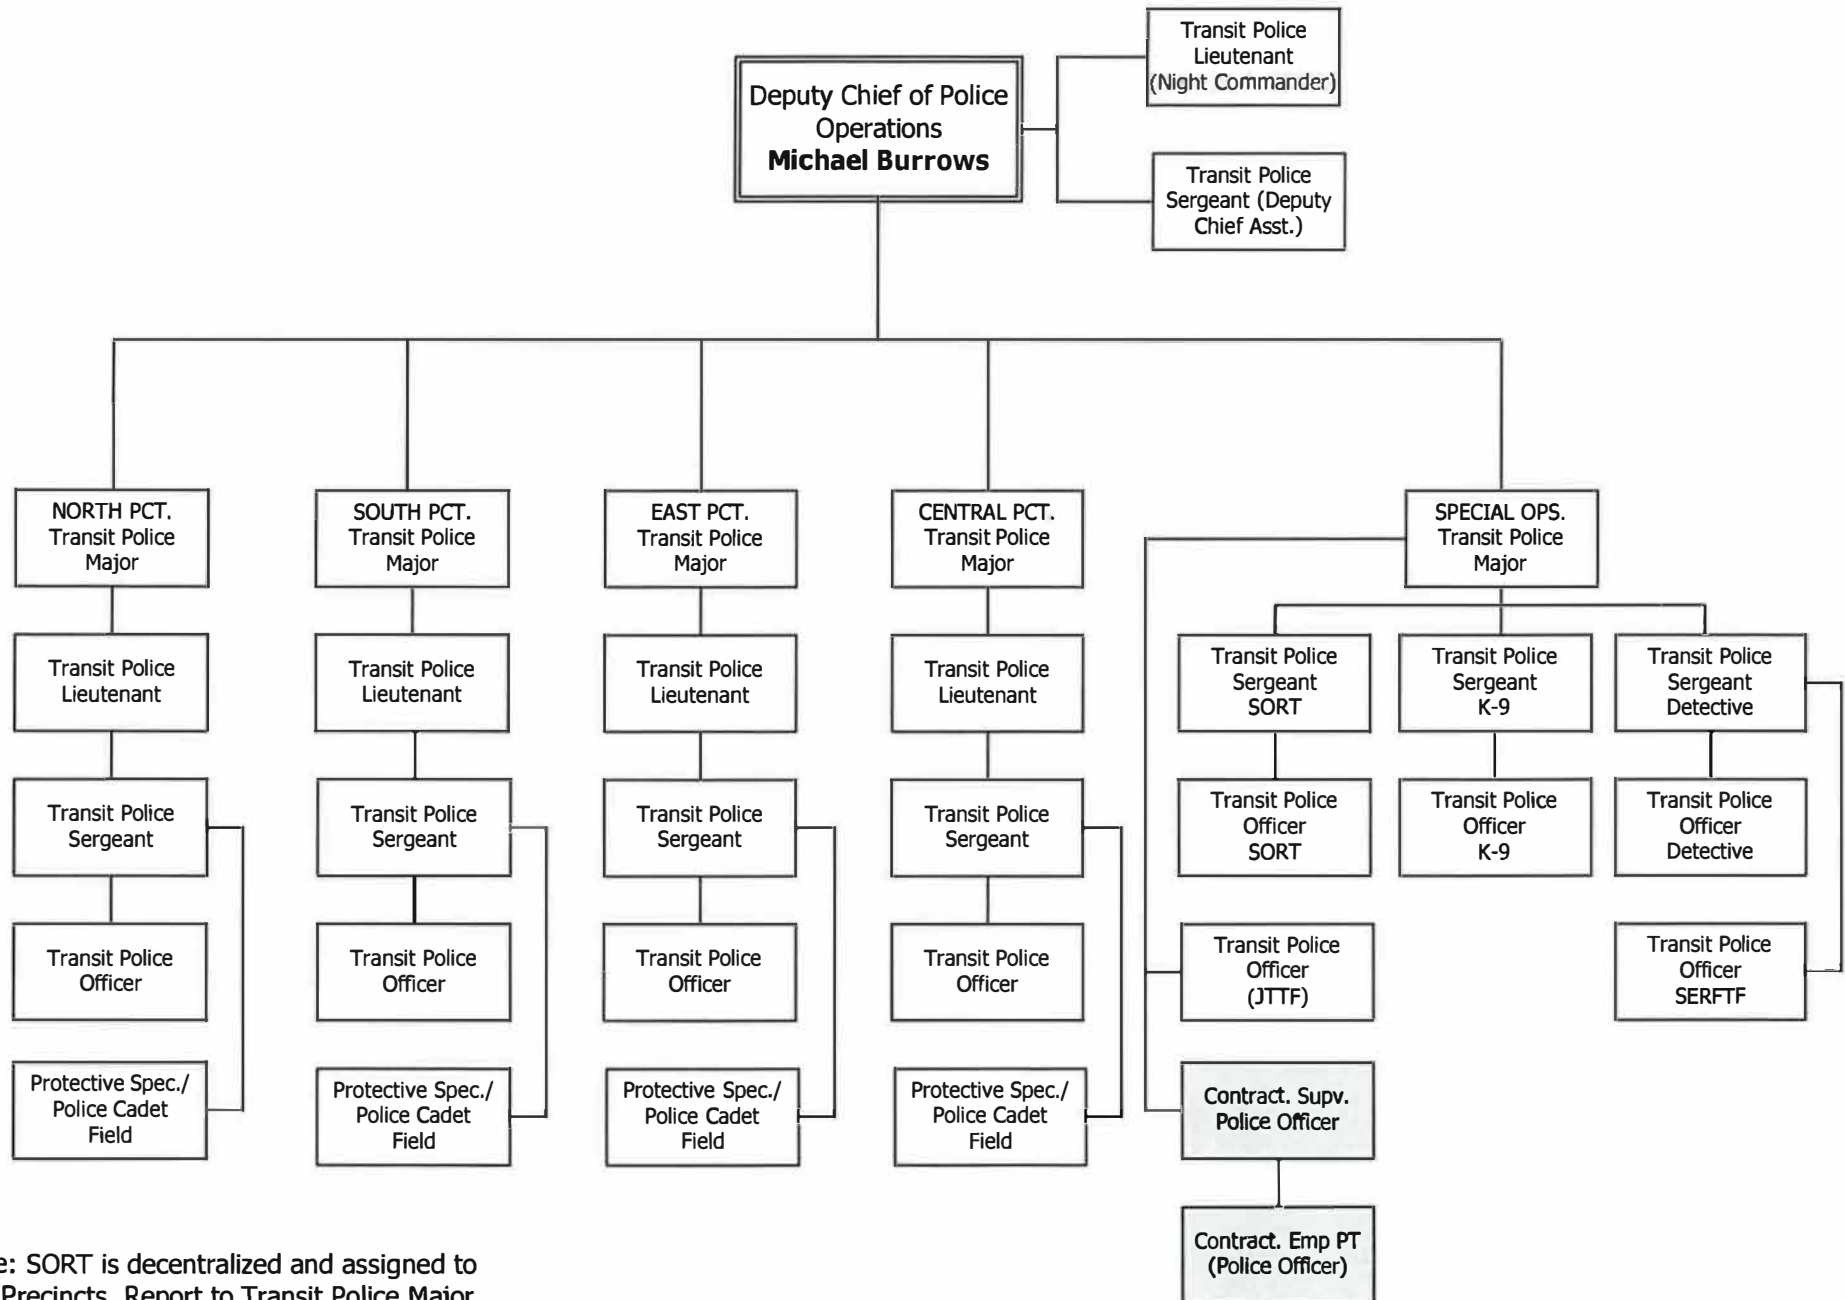 Transit Police
Lieutenant
(Night Commander)
Deputy Chief of Police
Operations
Michael Burrows
Transit Police
Sergeant (Deputy
Chief Asst.)
NORTH PCT.
Transit Police
Major
SOUTH PCT.
Transit Police
Major
EAST PCT.
Transit Police
Major
CENTRAL PCT.
Transit Police
Major
SPECIAL OPS.
Transit Police
Major
Transit Police
Lieutenant
Transit Police
Lieutenant
Transit Police
Lieutenant
Transit Police
Lieutenant
Transit Police
Sergeant
SORT
Transit Police
Sergeant
K-9
Transit Police
Sergeant
Detective
Transit Police
Sergeant
Transit Police
Sergeant
Transit Police
Sergeant
Transit Police
Sergeant
Transit Police
Officer
SORT
Transit Police
Officer
K-9
Transit Police
Officer
Detective
Transit Police
Officer
Transit Police
Officer
Transit Police
Officer
Transit Police
Officer
Transit Police
Officer
(JTTF)
Transit Police
Officer
SERFTF
Protective Spec./
Police Cadet
Field
Protective Spec./
Police Cadet
Field
Protective Spec./
Police Cadet
Field
Protective Spec./
Police Cadet
Field
Contract. Supv.
Police Officer
Contract. Emp PT
(Police Officer)
SORT is decentralized and assigned to
Precincts. Report to Transit Police Major